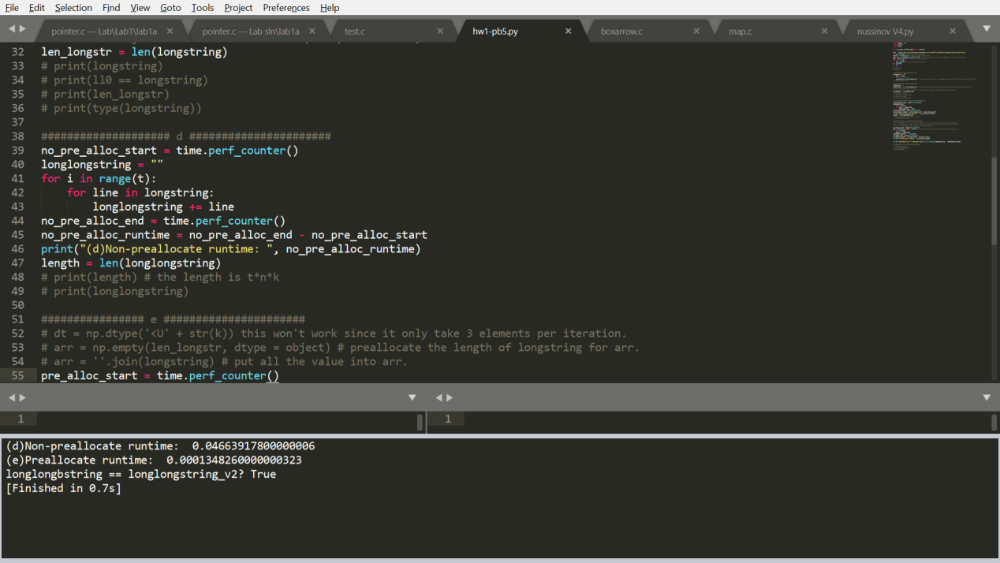 File Edit Selection Find View Goto Tools Project Preferences Help
pointer.c — Lab\Lab1\lab1a × pointer.c — Lab sln\lab1a × test.c × hw1-pb5.py × boxarrow.c × map.c × nussinov V4.py ×
32 len_longstr = len(longstring)
33 # print(longstring)
34 # print(ll0 == longstring)
35 # print(len_longstr)
36 # print(type(longstring))
37
38 #################### d ######################
39 no_pre_alloc_start = time.perf_counter()
40 longlongstring = ""
41 for i in range(t):
42     for line in longstring:
43         longlongstring += line
44 no_pre_alloc_end = time.perf_counter()
45 no_pre_alloc_runtime = no_pre_alloc_end - no_pre_alloc_start
46 print("(d)Non-preallocate runtime: ", no_pre_alloc_runtime)
47 length = len(longlongstring)
48 # print(length) # the length is t*n*k
49 # print(longlongstring)
50
51 ################ e ######################
52 # dt = np.dtype('<U' + str(k)) this won't work since it only take 3 elements per iteration.
53 # arr = np.empty(len_longstr, dtype = object) # preallocate the length of longstring for arr.
54 # arr = ''.join(longstring) # put all the value into arr.
55 pre_alloc_start = time.perf_counter()
1 1
(d)Non-preallocate runtime:  0.04663917800000006
(e)Preallocate runtime:  0.0001348260000000323
longlongbstring == longlongstring_v2? True
[Finished in 0.7s]